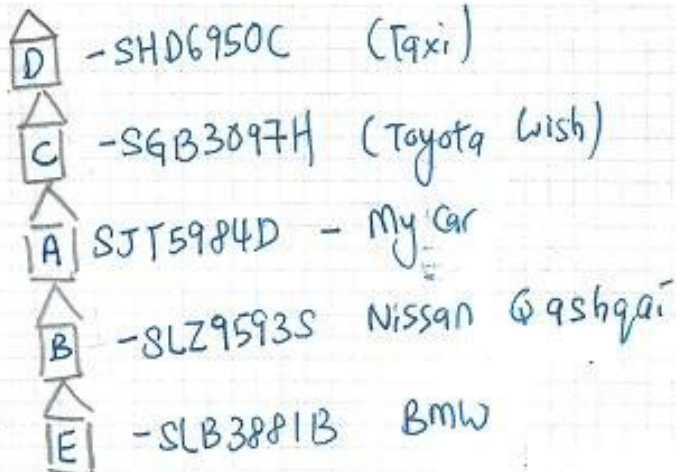 D -SHD6950C (Taxi)
C -SGB3097H (Toyota Wish)
A SJT5984D - My Car
B -SLZ9593S Nissan Qashqai
E -SLB3881B BMW